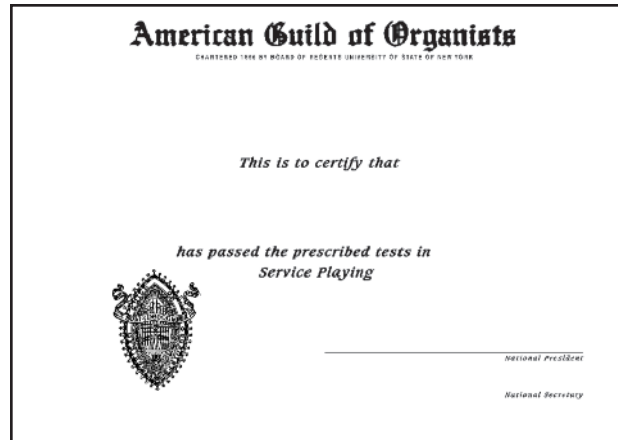 American Guild of Organists
CHARTERED 1896 BY BOARD OF REGENTS UNIVERSITY OF STATE OF NEW YORK
This is to certify that
has passed the prescribed tests in
Service Playing
National President
National Secretary